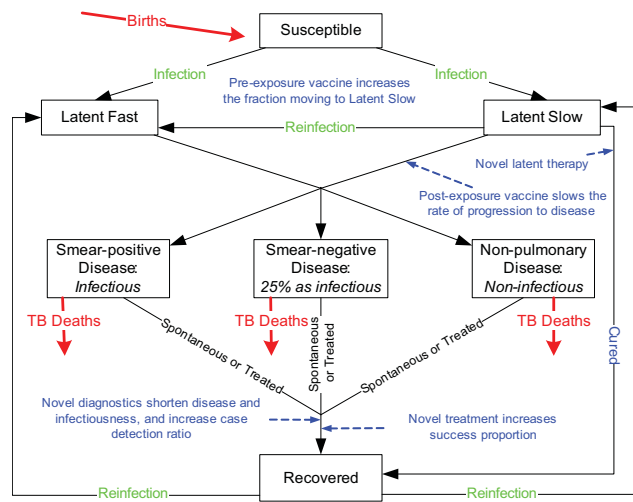 Births
Susceptible
Infection
Infection
Pre-exposure vaccine increases
the fraction moving to Latent Slow
Latent Fast
Reinfection
Latent Slow
Novel latent therapy
Post-exposure vaccine slows the
rate of progression to disease
Smear-positive
Disease:
Infectious
Smear-negative
Disease:
25% as infectious
Non-pulmonary
Disease:
Non-infectious
TB Deaths
TB Deaths
TB Deaths
Spontaneous or Treated
Spontaneous
or Treated
Spontaneous or Treated
Cured
Novel diagnostics shorten disease and
infectiousness, and increase case
detection ratio
Novel treatment increases
success proportion
Recovered
Reinfection
Reinfection